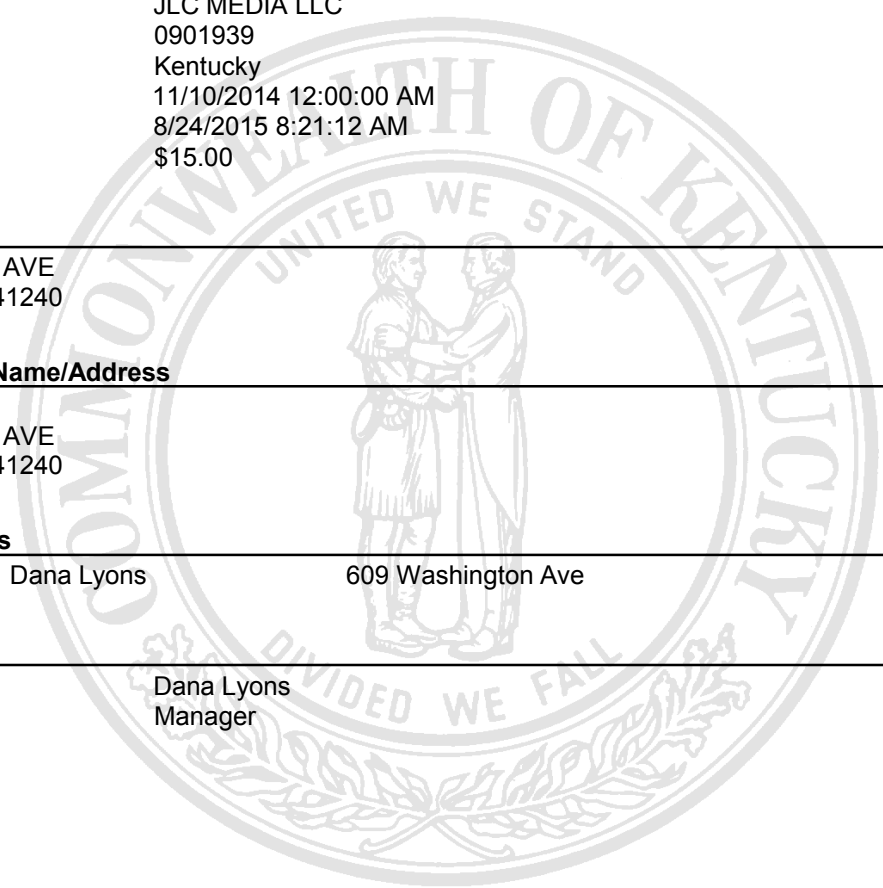 JLC MEDIA LLC
0901939
Kentucky
11/10/2014 12:00:00 AM
8/24/2015 8:21:12 AM
$15.00
COMMONWEALTH OF KENTUCKY
UNITED WE STAND
AVE
41240
Name/Address
AVE
41240
s
Dana Lyons 609 Washington Ave
DIVIDED WE FALL
Dana Lyons
Manager